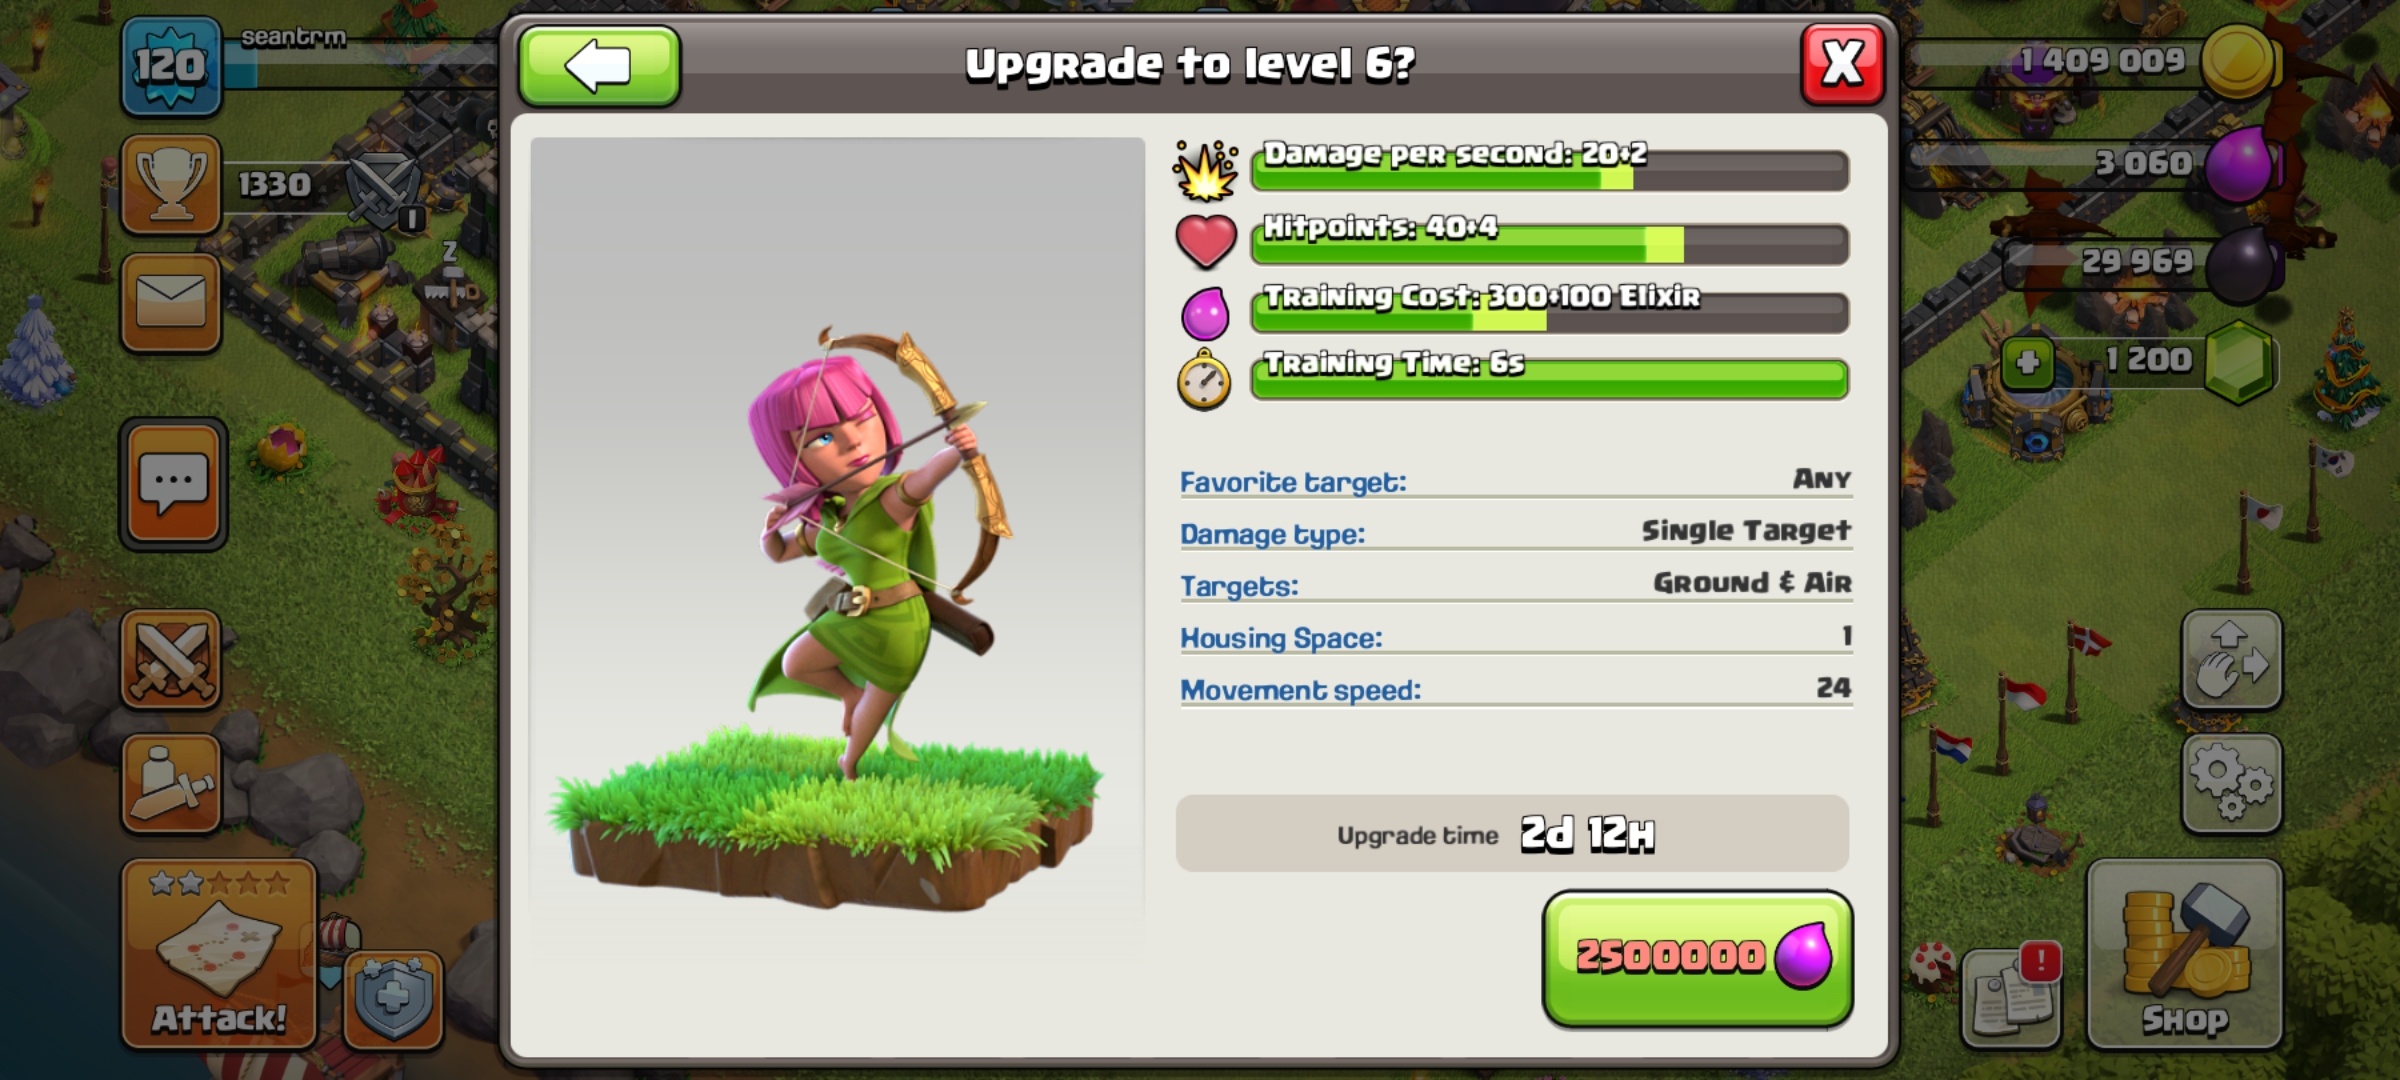 120
seantrm
1330
I
Z
Attack!
Upgrade to level 6?
X
Damage per second: 20+2
Hitpoints: 40+4
Training Cost: 300+100 Elixir
Training Time: 6s
Favorite target: Any
Damage type: Single Target
Targets: Ground & Air
Housing Space: 1
Movement speed: 24
Upgrade time 2d 12H
2500000
1 409 009
3 060
29 969
1 200
!
Shop